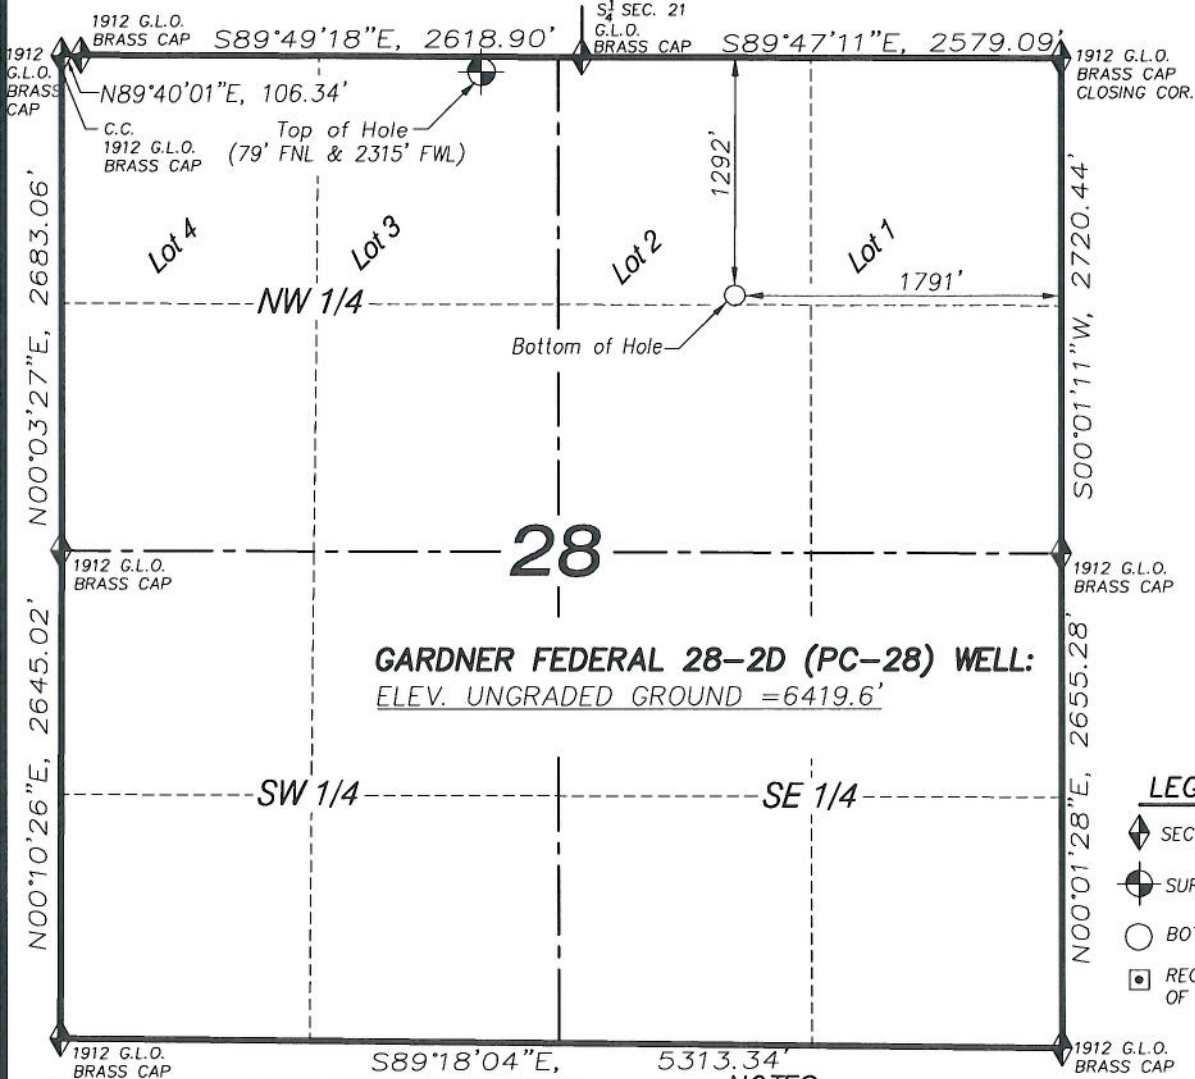 1912 G.L.O.
BRASS CAP
S89°49'18"E, 2618.90'
S1/4 SEC. 21
G.L.O.
BRASS CAP
S89°47'11"E, 2579.09'
1912
G.L.O.
BRASS
CAP
1912 G.L.O.
BRASS CAP
CLOSING COR.
N89°40'01"E, 106.34'
C.C.
1912 G.L.O.
BRASS CAP
Top of Hole
(79' FNL & 2315' FWL)
1292'
N00°03'27"E, 2683.06'
S00°01'11"W, 2720.44'
Lot 4
Lot 3
Lot 2
Lot 1
1791'
NW 1/4
Bottom of Hole
28
1912 G.L.O.
BRASS CAP
1912 G.L.O.
BRASS CAP
GARDNER FEDERAL 28-2D (PC-28) WELL:
ELEV. UNGRADED GROUND =6419.6'
N00°10'26"E, 2645.02'
N00°01'28"E, 2655.28'
SW 1/4
SE 1/4
LEG
SEC
SUR
BOT
REC
OF
1912 G.L.O.
BRASS CAP
S89°18'04"E, 5313.34'
1912 G.L.O.
BRASS CAP